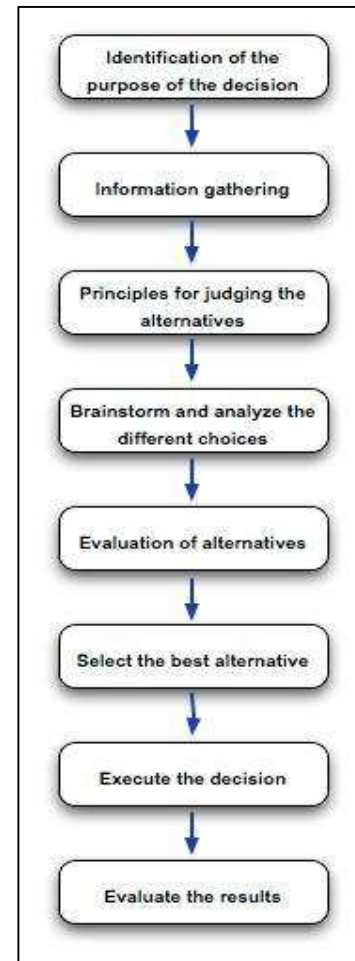 Identification of the
purpose of the decision
Information gathering
Principles for judging the
alternatives
Brainstorm and analyze the
different choices
Evaluation of alternatives
Select the best alternative
Execute the decision
Evaluate the results